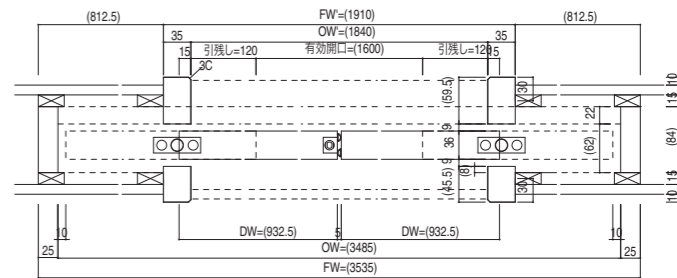 (812.5) FW'=(1910) (812.5)
OW'=(1840)
35 35
15 引残し=120 有効開口=(1600) 引残し=120 15
3C
(59.5) 30 10
15
22
9
36 (62) (84)
9
(8)
(45.5) 30 15
10
DW=(932.5) 5 DW=(932.5)
10 10
25 OW=(3485) 25
FW=(3535)